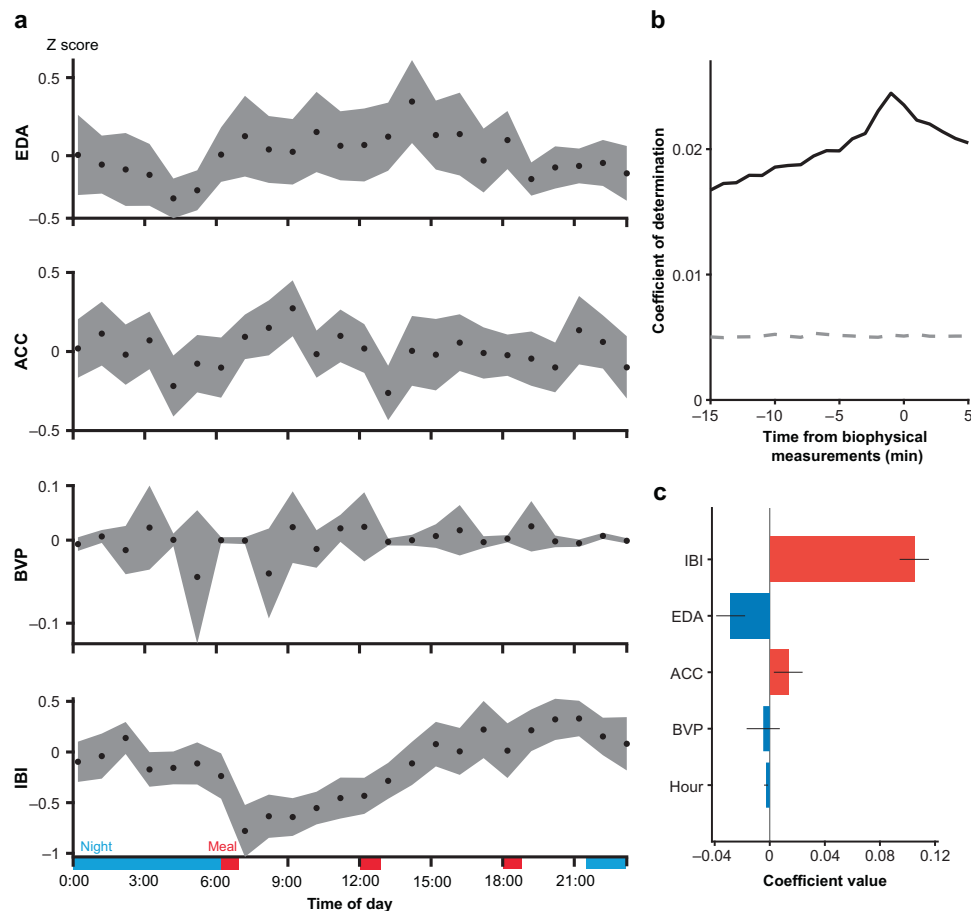 a
Z score
EDA
0.5
0
–0.5
ACC
0.5
0
–0.5
BVP
0.1
0
–0.1
IBI
0.5
0
–0.5
–1
Night
Meal
0:00 3:00 6:00 9:00 12:00 15:00 18:00 21:00
Time of day
b
Coefficient of determination
0.02
0.01
0
–15 –10 –5 0 5
Time from biophysical
measurements (min)
c
IBI
EDA
ACC
BVP
Hour
–0.04 0 0.04 0.08 0.12
Coefficient value